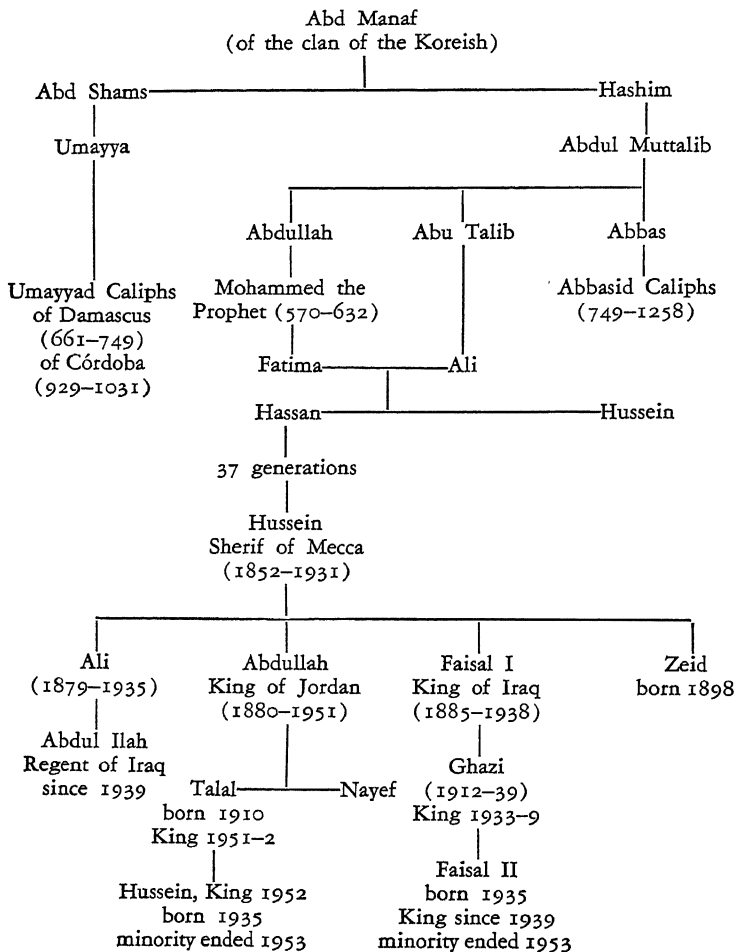 Abd Manaf
(of the clan of the Koreish)
Abd Shams
Hashim
Umayya
Abdul Muttalib
Abdullah
Abu Talib
Abbas
Umayyad Caliphs
of Damascus
(661–749)
of Córdoba
(929–1031)
Mohammed the
Prophet (570–632)
Abbasid Caliphs
(749–1258)
Fatima
Ali
Hassan
Hussein
37 generations
Hussein
Sherif of Mecca
(1852–1931)
Ali
(1879–1935)
Abdullah
King of Jordan
(1880–1951)
Faisal I
King of Iraq
(1885–1938)
Zeid
born 1898
Abdul Ilah
Regent of Iraq
since 1939
Talal
born 1910
King 1951–2
Nayef
Ghazi
(1912–39)
King 1933–9
Hussein, King 1952
born 1935
minority ended 1953
Faisal II
born 1935
King since 1939
minority ended 1953